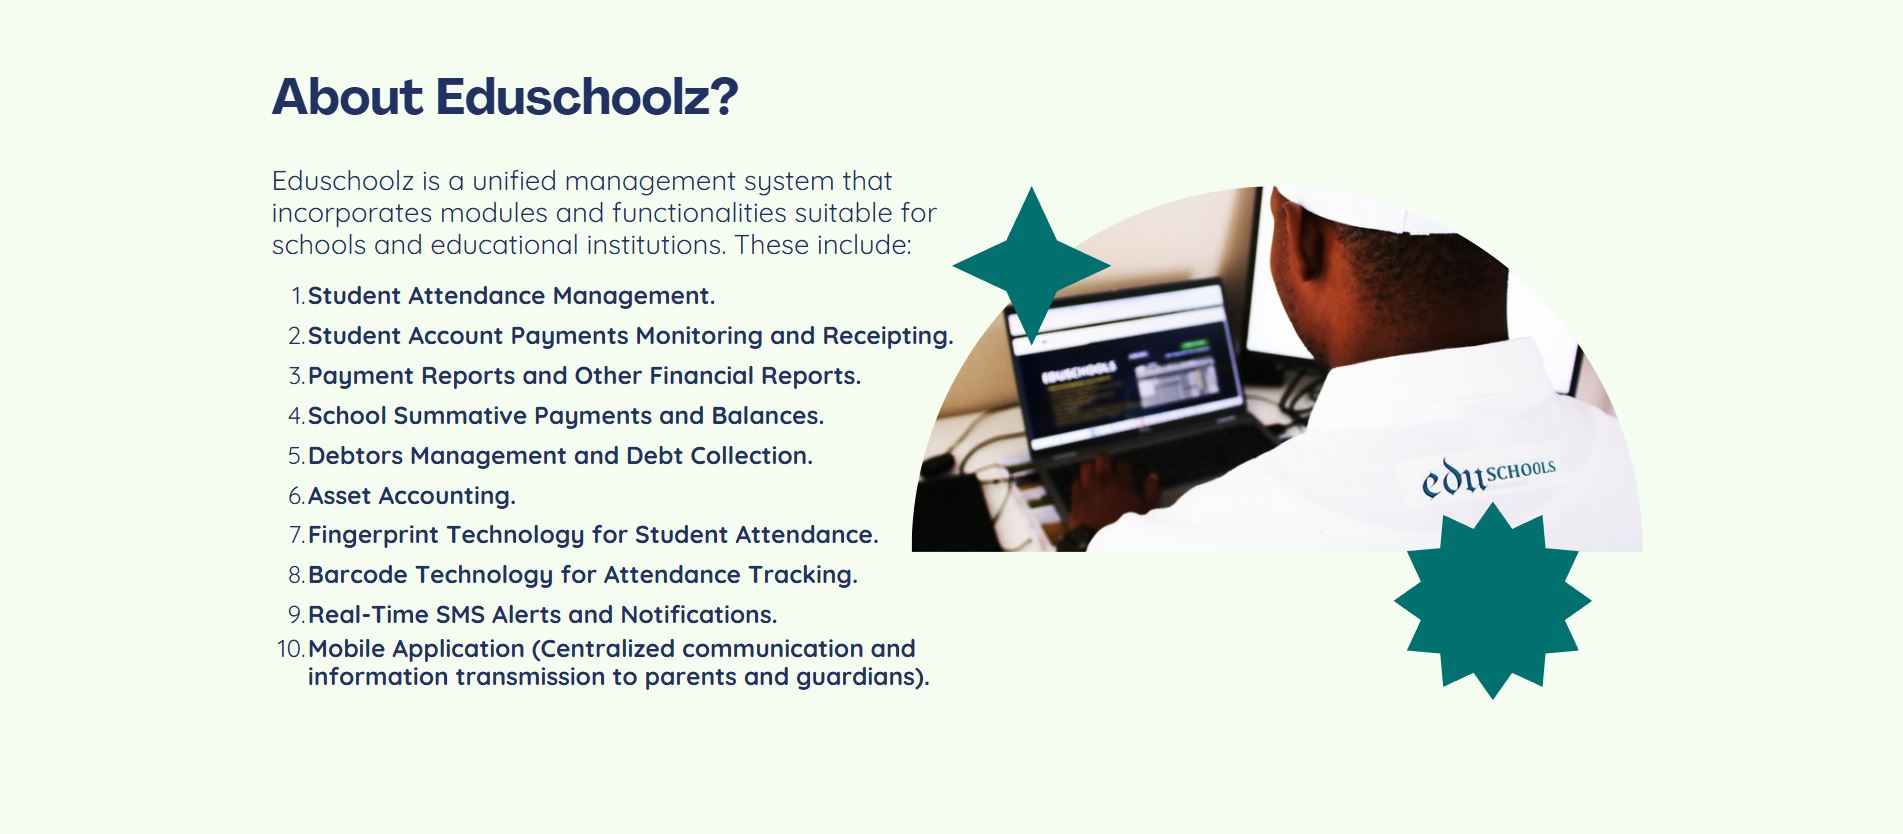 About Eduschoolz?
Eduschoolz is a unified management system that
incorporates modules and functionalities suitable for
schools and educational institutions. These include:
1. Student Attendance Management.
2. Student Account Payments Monitoring and Receipting.
3. Payment Reports and Other Financial Reports.
4. School Summative Payments and Balances.
5. Debtors Management and Debt Collection.
6. Asset Accounting.
7. Fingerprint Technology for Student Attendance.
8. Barcode Technology for Attendance Tracking.
9. Real-Time SMS Alerts and Notifications.
10. Mobile Application (Centralized communication and
information transmission to parents and guardians).
EDUSCHOOLS
eduSCHOOLS